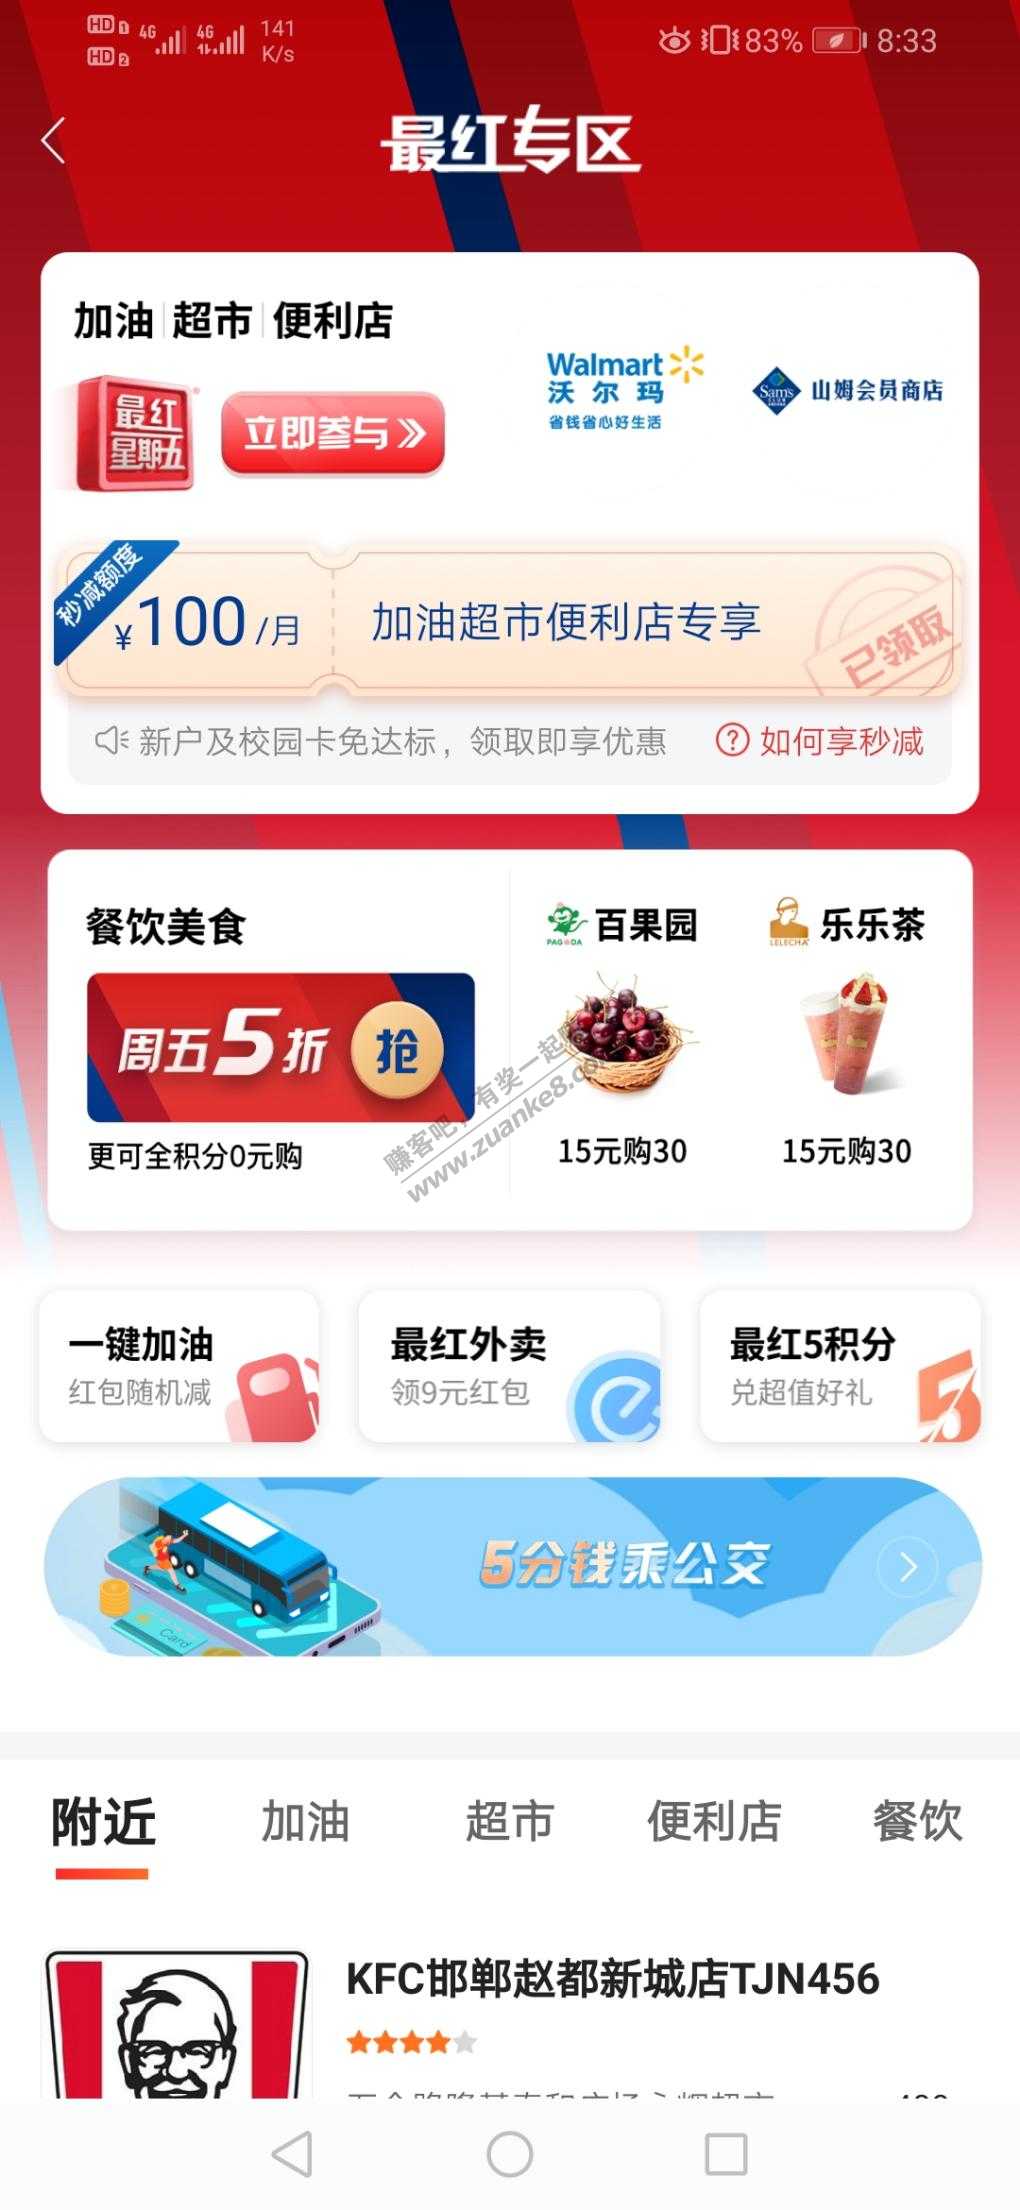 HD 1 4G 4G 141
HD 2 K/s
83% 8:33
最红专区
加油 超市 便利店
最红
星期五
立即参与
Walmart
沃尔玛
省钱省心好生活
Sam's
CLUB
山姆会员商店
秒减额度
¥100/月
加油超市便利店专享
已领取
新户及校园卡免达标，领取即享优惠
? 如何享秒减
餐饮美食
周五5折 抢
更可全积分0元购
PAGODA 百果园
15元购30
LELECHA 乐乐茶
15元购30
赚客吧，有奖一起赚
www.zuanke8.com
一键加油
红包随机减
最红外卖
领9元红包
最红5积分
兑超值好礼
5分钱乘公交
Card
附近 加油 超市 便利店 餐饮
KFC邯郸赵都新城店TJN456